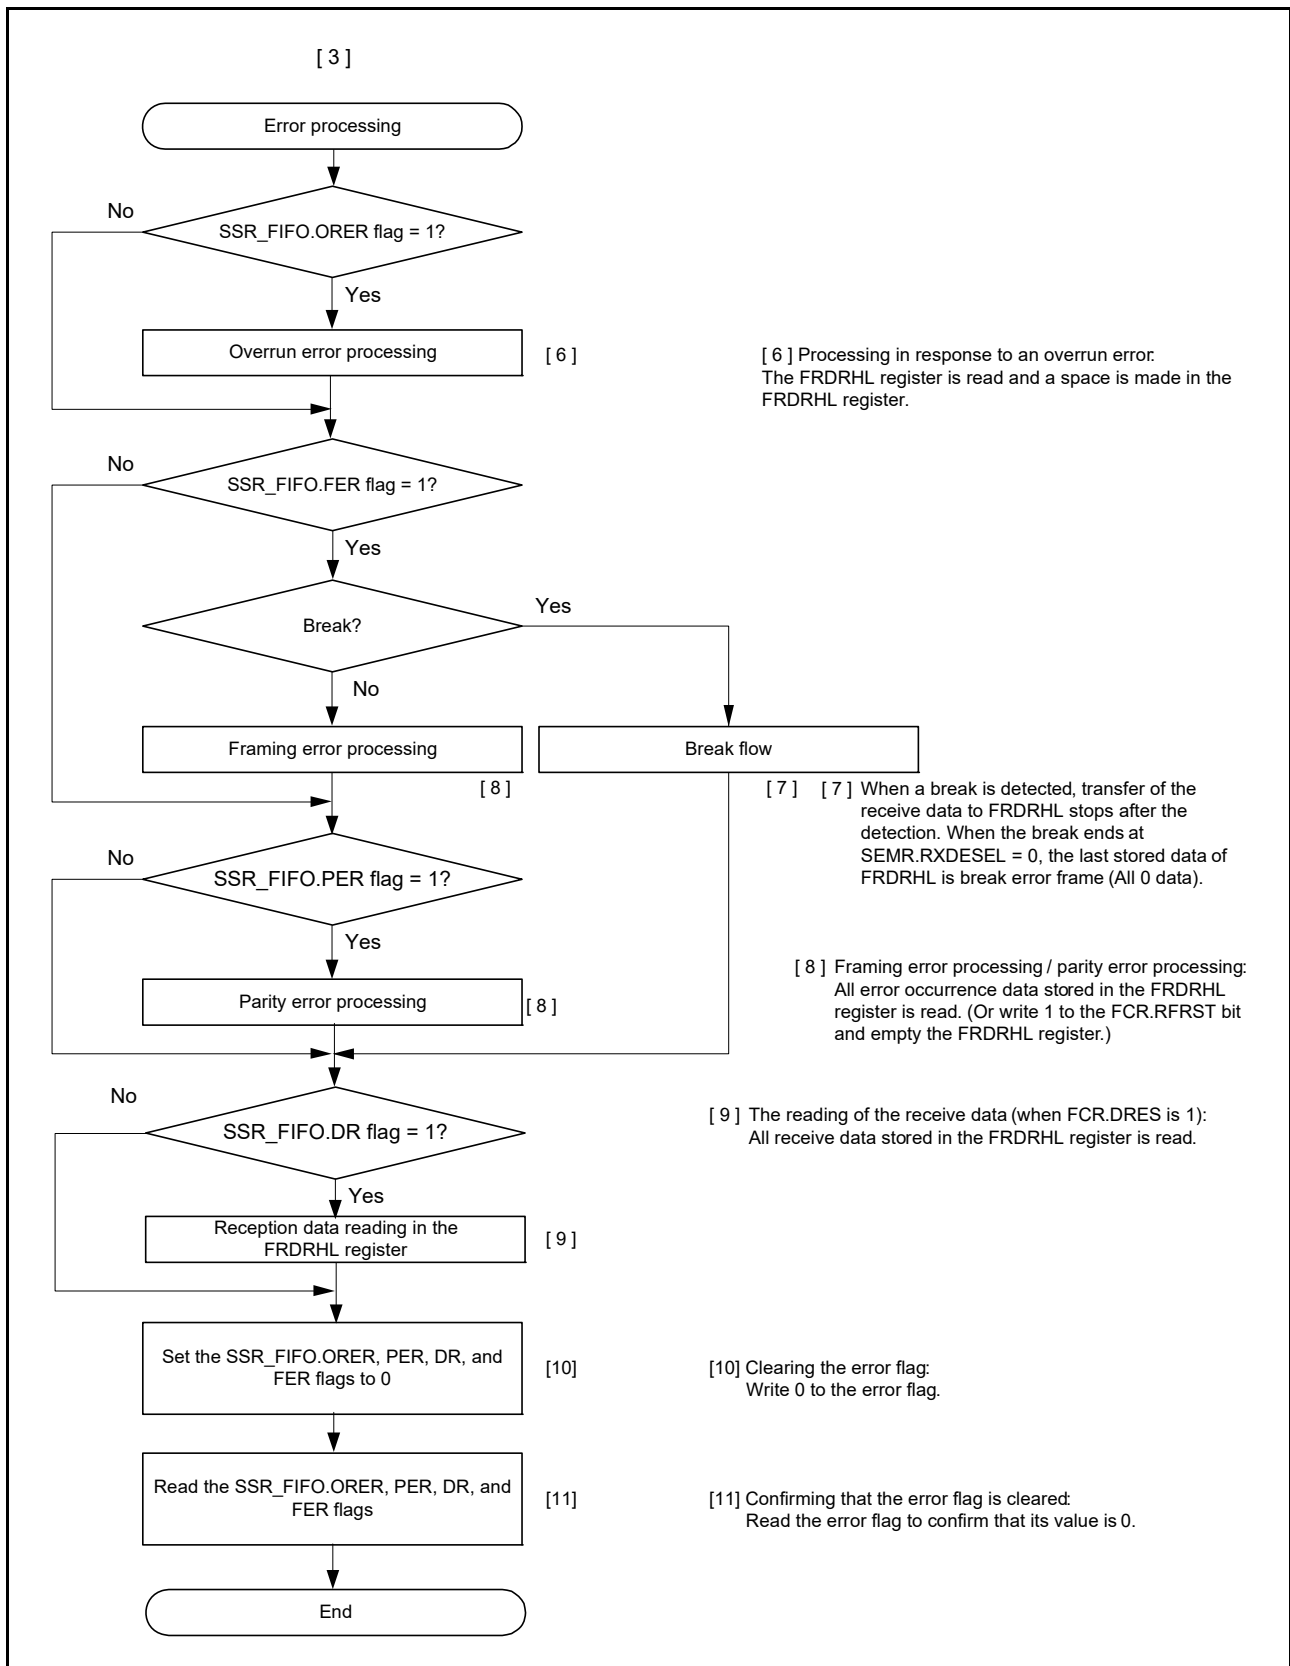 [ 3 ]
Error processing
No
SSR_FIFO.ORER flag = 1?
Yes
Overrun error processing
[ 6 ]
[ 6 ] Processing in response to an overrun error:
The FRDRHL register is read and a space is made in the
FRDRHL register.
No
SSR_FIFO.FER flag = 1?
Yes
Break?
Yes
No
Framing error processing
[ 8 ]
Break flow
[ 7 ]
[ 7 ] When a break is detected, transfer of the
receive data to FRDRHL stops after the
detection. When the break ends at
SEMR.RXDESEL = 0, the last stored data of
FRDRHL is break error frame (All 0 data).
No
SSR_FIFO.PER flag = 1?
Yes
Parity error processing
[ 8 ]
[ 8 ] Framing error processing / parity error processing:
All error occurrence data stored in the FRDRHL
register is read. (Or write 1 to the FCR.RFRST bit
and empty the FRDRHL register.)
No
SSR_FIFO.DR flag = 1?
Yes
[ 9 ] The reading of the receive data (when FCR.DRES is 1):
All receive data stored in the FRDRHL register is read.
Reception data reading in the
FRDRHL register
[ 9 ]
Set the SSR_FIFO.ORER, PER, DR, and
FER flags to 0
[10]
[10] Clearing the error flag:
Write 0 to the error flag.
Read the SSR_FIFO.ORER, PER, DR, and
FER flags
[11]
[11] Confirming that the error flag is cleared:
Read the error flag to confirm that its value is 0.
End